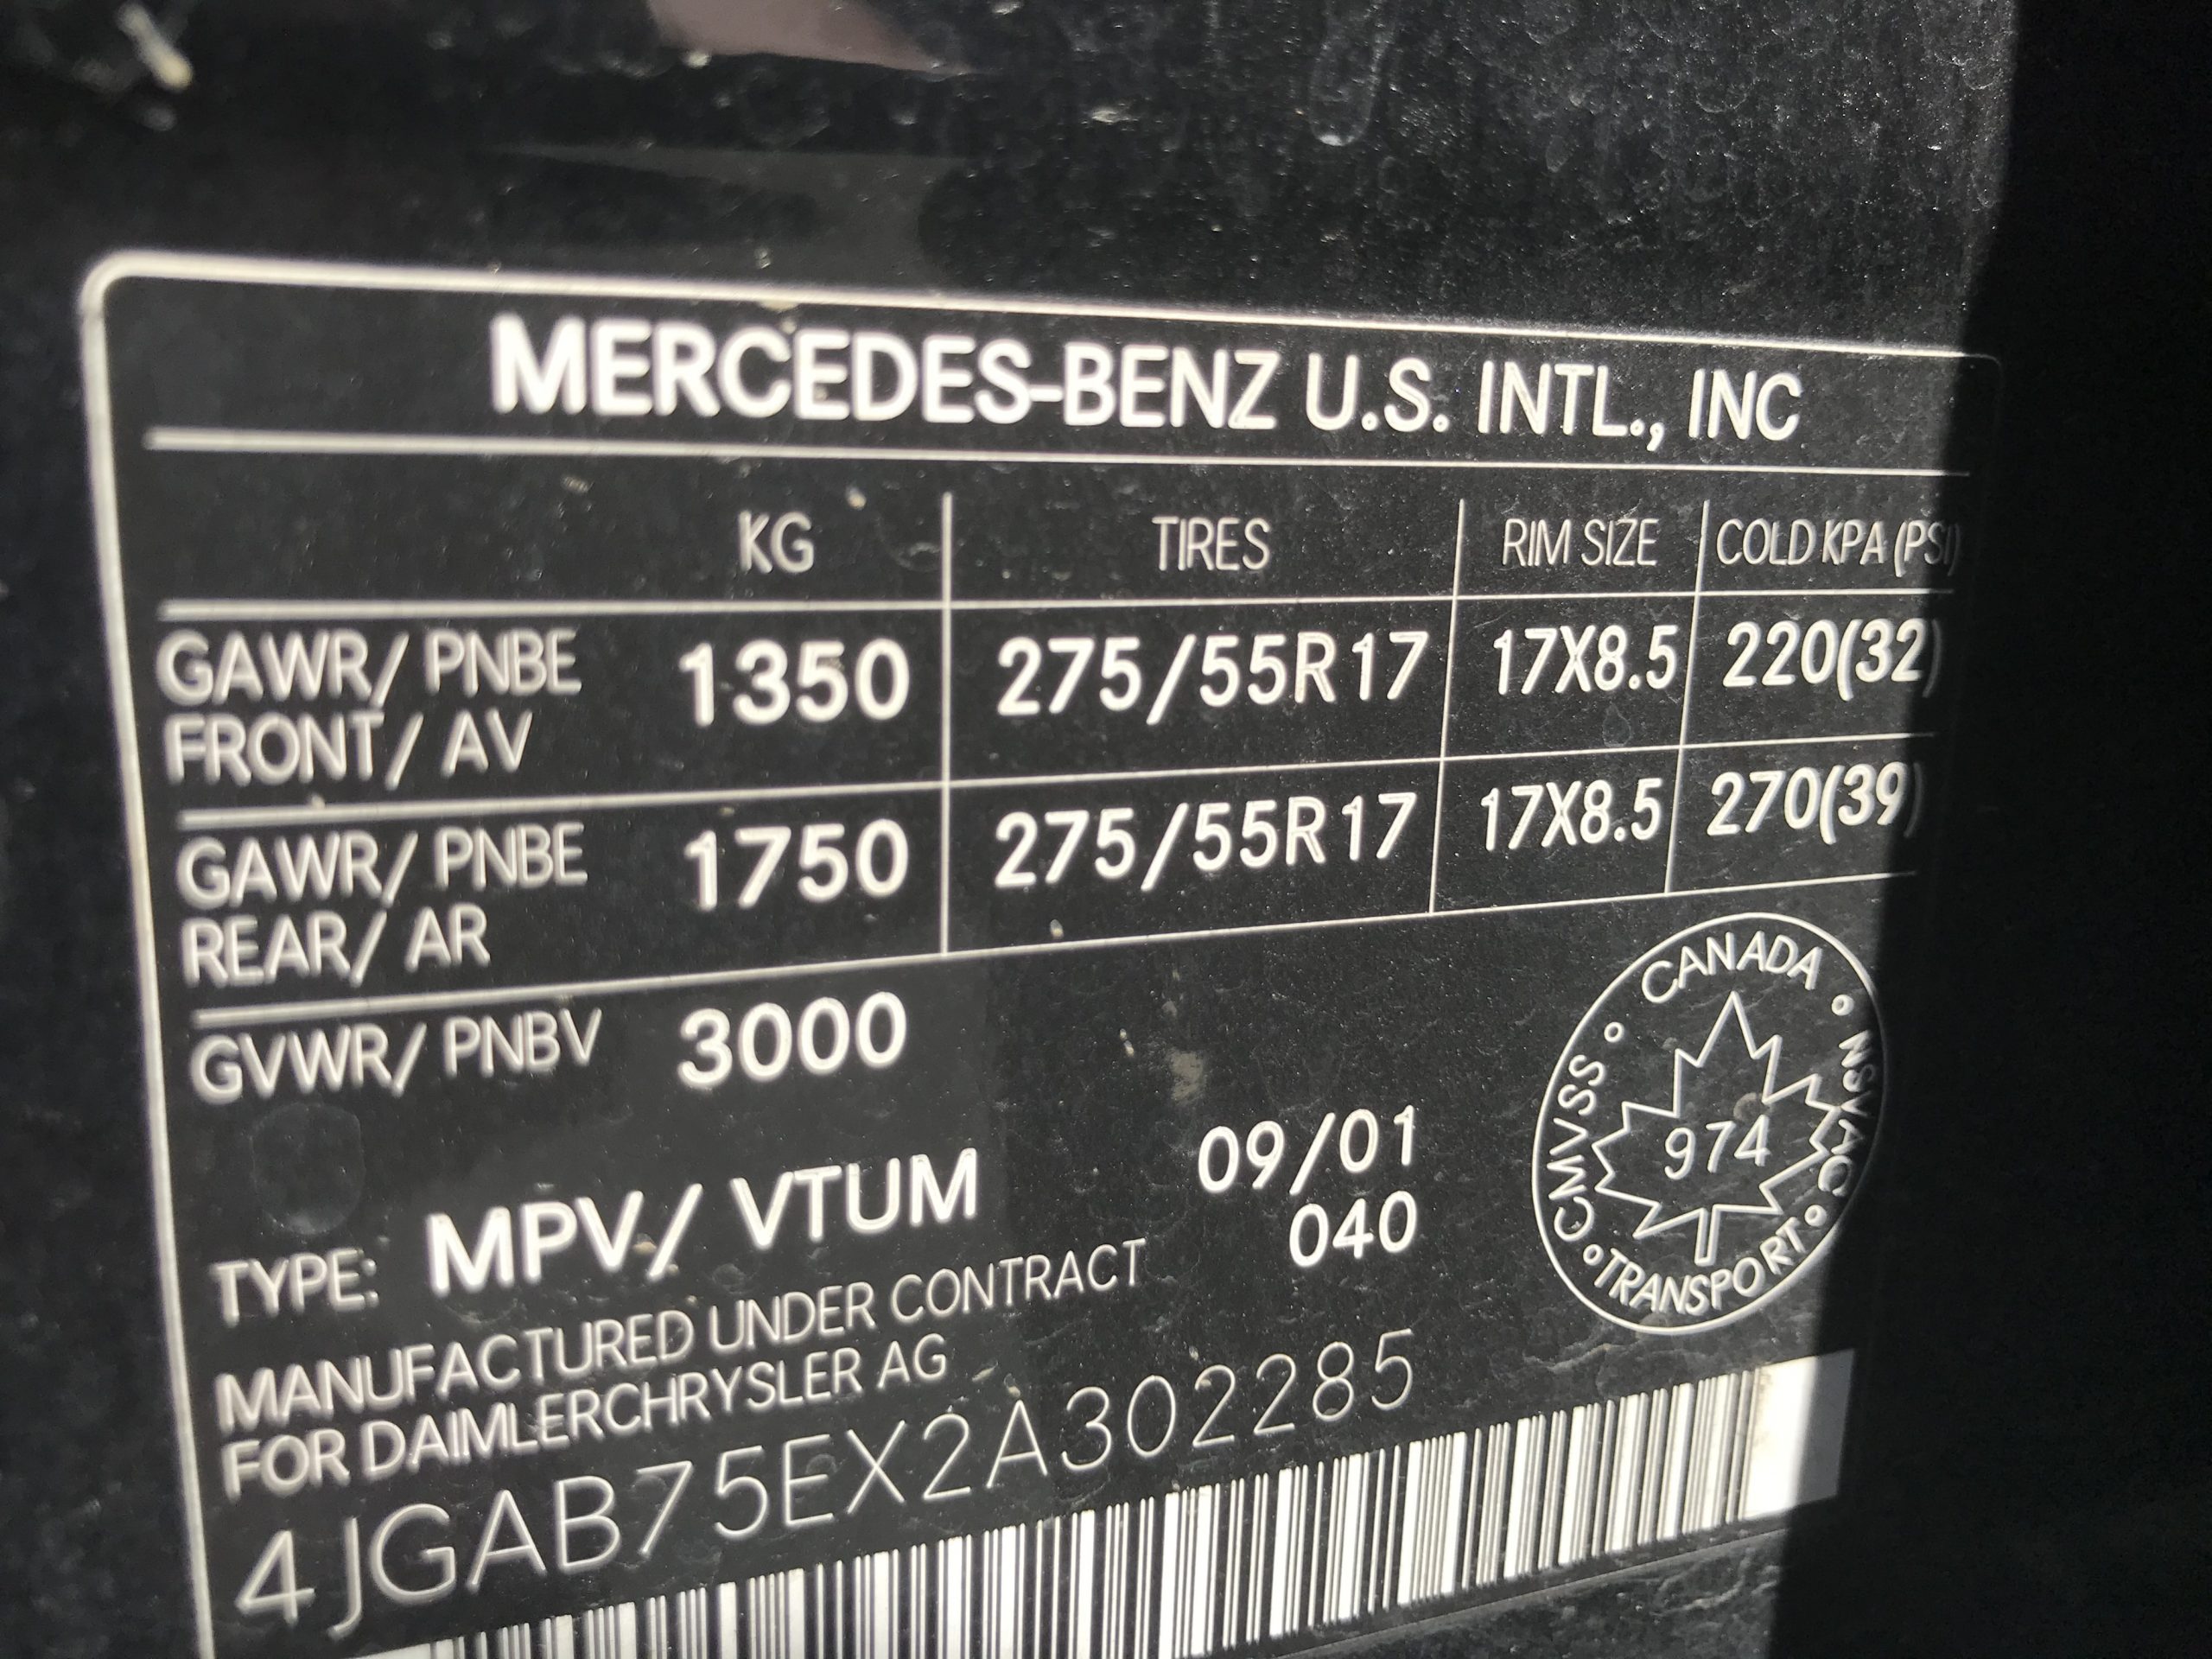 MERCEDES-BENZ U.S. INTL., INC
KG TIRES RIM SIZE COLD KPA (PSI)
GAWR/ PNBE 1350 275/55R17 17X8.5 220(32)
FRONT/ AV
GAWR/ PNBE 1750 275/55R17 17X8.5 270(39)
REAR/ AR
GVWR/ PNBV 3000
CANADA • NSVAC • TRANSPORT • CMVSS •
974
09/01
TYPE: MPV/ VTUM 040
MANUFACTURED UNDER CONTRACT
FOR DAIMLERCHRYSLER AG
4JGAB75EX2A302285